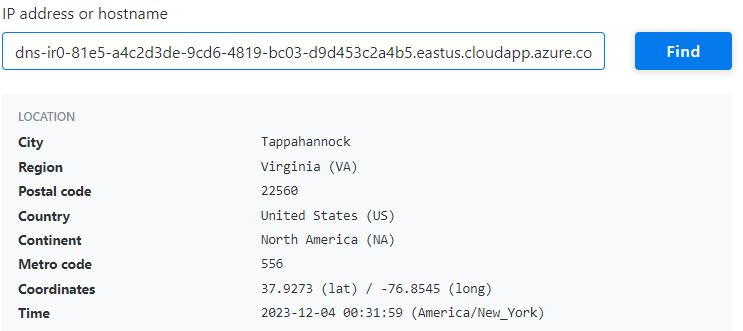 IP address or hostname
dns-ir0-81e5-a4c2d3de-9cd6-4819-bc03-d9d453c2a4b5.eastus.cloudapp.azure.co
Find
LOCATION
City Tappahannock
Region Virginia (VA)
Postal code 22560
Country United States (US)
Continent North America (NA)
Metro code 556
Coordinates 37.9273 (lat) / -76.8545 (long)
Time 2023-12-04 00:31:59 (America/New_York)